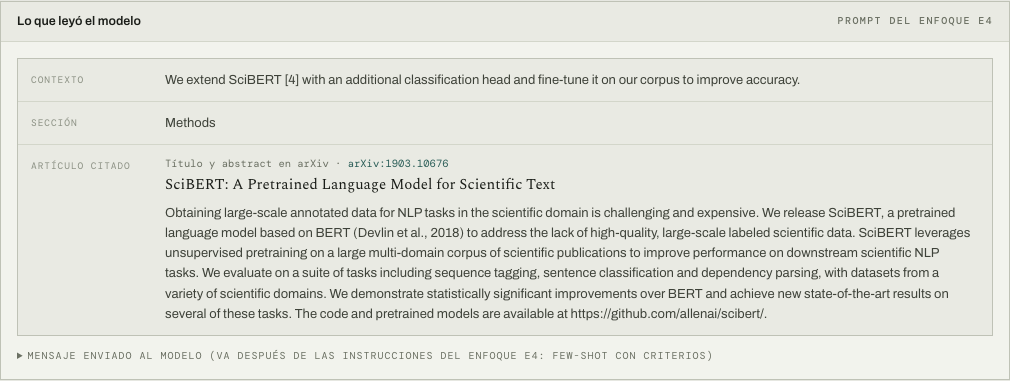 Lo que leyó el modelo
PROMPT DEL ENFOQUE E4
CONTEXTO
We extend SciBERT [4] with an additional classification head and fine-tune it on our corpus to improve accuracy.
SECCIÓN
Methods
ARTÍCULO CITADO
Título y abstract en arXiv · arXiv:1903.10676
SciBERT: A Pretrained Language Model for Scientific Text
Obtaining large-scale annotated data for NLP tasks in the scientific domain is challenging and expensive. We release SciBERT, a pretrained
language model based on BERT (Devlin et al., 2018) to address the lack of high-quality, large-scale labeled scientific data. SciBERT leverages
unsupervised pretraining on a large multi-domain corpus of scientific publications to improve performance on downstream scientific NLP
tasks. We evaluate on a suite of tasks including sequence tagging, sentence classification and dependency parsing, with datasets from a
variety of scientific domains. We demonstrate statistically significant improvements over BERT and achieve new state-of-the-art results on
several of these tasks. The code and pretrained models are available at https://github.com/allenai/scibert/.
MENSAJE ENVIADO AL MODELO (VA DESPUÉS DE LAS INSTRUCCIONES DEL ENFOQUE E4: FEW-SHOT CON CRITERIOS)